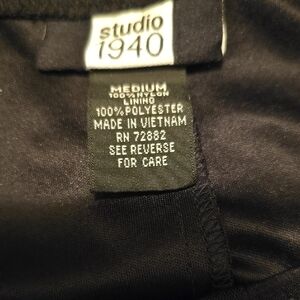 studio
1940
MEDIUM
100% NYLON
LINING
100% POLYESTER
MADE IN VIETNAM
RN 72882
SEE REVERSE
FOR CARE